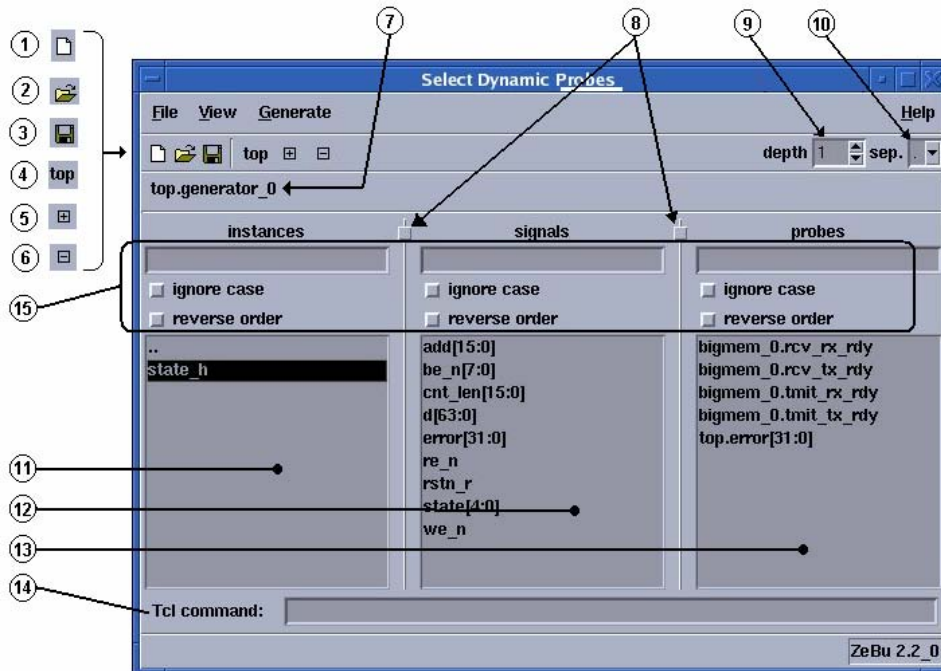 7
8
9
10
1
2
3
4 top
5
6
Select Dynamic Probes
File View Generate Help
top depth 1 sep. .
top.generator_0
instances signals probes
15
ignore case ignore case ignore case
reverse order reverse order reverse order
.. add[15:0] bigmem_0.rcv_rx_rdy
state_h be_n[7:0] bigmem_0.rcv_tx_rdy
cnt_len[15:0] bigmem_0.tmit_rx_rdy
d[63:0] bigmem_0.tmit_tx_rdy
error[31:0] top.error[31:0]
11 re_n
rstn_r
12 state[4:0]
we_n
13
14 Tcl command:
ZeBu 2.2_0